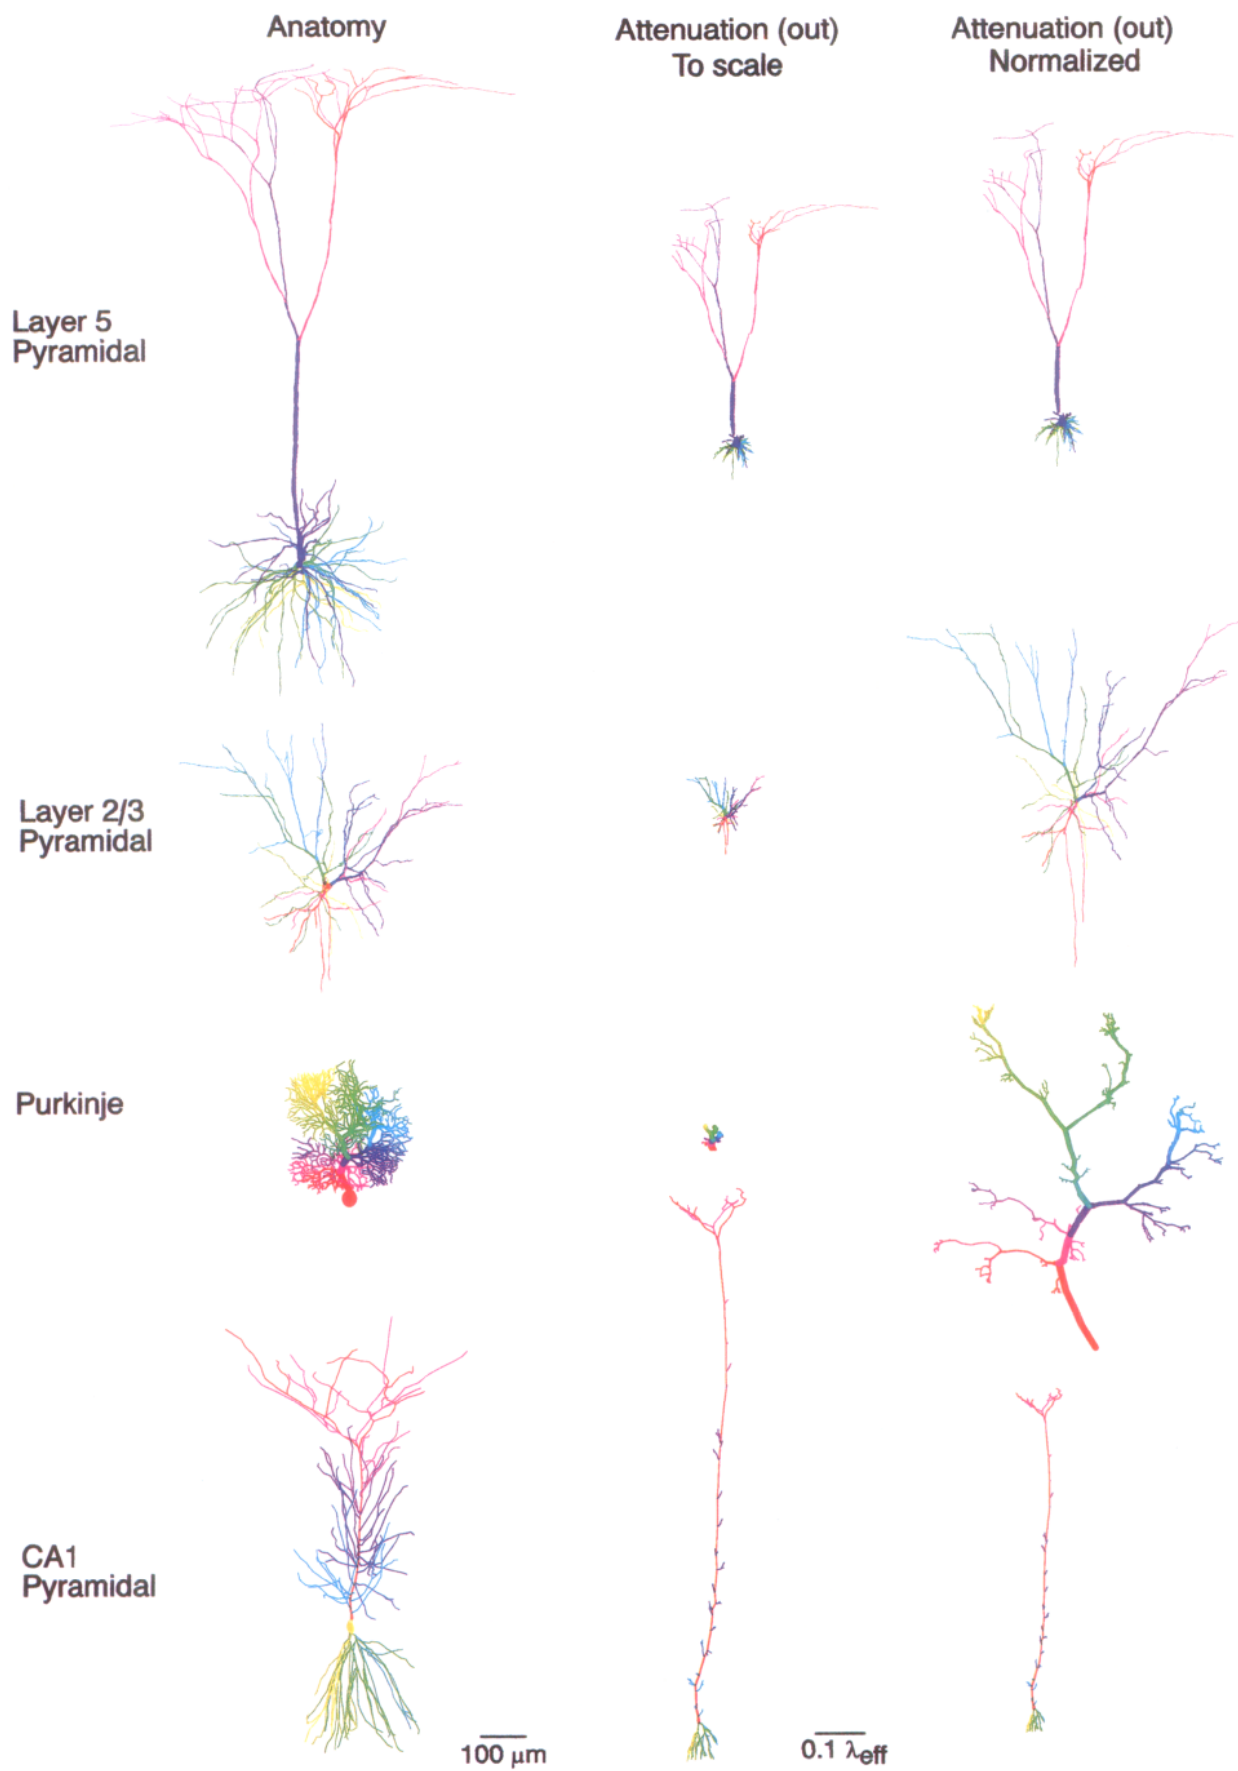 Anatomy
Attenuation (out)
To scale
Attenuation (out)
Normalized
Layer 5
Pyramidal
Layer 2/3
Pyramidal
Purkinje
CA1
Pyramidal
100 μm
0.1 λeff